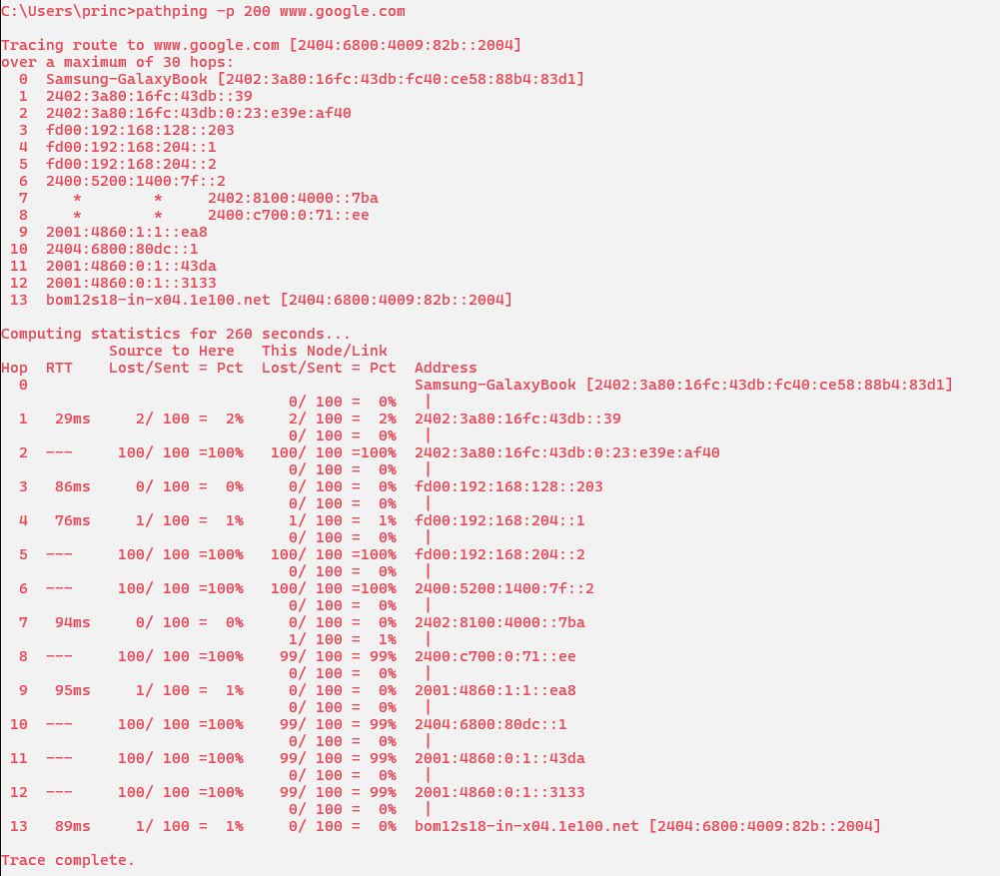 C:\Users\princ>pathping -p 200 www.google.com

Tracing route to www.google.com [2404:6800:4009:82b::2004]
over a maximum of 30 hops:
  0  Samsung-GalaxyBook [2402:3a80:16fc:43db:fc40:ce58:88b4:83d1]
  1  2402:3a80:16fc:43db::39
  2  2402:3a80:16fc:43db:0:23:e39e:af40
  3  fd00:192:168:128::203
  4  fd00:192:168:204::1
  5  fd00:192:168:204::2
  6  2400:5200:1400:7f::2
  7     *        *     2402:8100:4000::7ba
  8     *        *     2400:c700:0:71::ee
  9  2001:4860:1:1::ea8
 10  2404:6800:80dc::1
 11  2001:4860:0:1::43da
 12  2001:4860:0:1::3133
 13  bom12s18-in-x04.1e100.net [2404:6800:4009:82b::2004]

Computing statistics for 260 seconds...
            Source to Here   This Node/Link
Hop  RTT    Lost/Sent = Pct  Lost/Sent = Pct  Address
  0                                           Samsung-GalaxyBook [2402:3a80:16fc:43db:fc40:ce58:88b4:83d1]
                                0/ 100 =  0%   |
  1   29ms     2/ 100 =  2%     2/ 100 =  2%  2402:3a80:16fc:43db::39
                                0/ 100 =  0%   |
  2  ---     100/ 100 =100%   100/ 100 =100%  2402:3a80:16fc:43db:0:23:e39e:af40
                                0/ 100 =  0%   |
  3   86ms     0/ 100 =  0%     0/ 100 =  0%  fd00:192:168:128::203
                                0/ 100 =  0%   |
  4   76ms     1/ 100 =  1%     1/ 100 =  1%  fd00:192:168:204::1
                                0/ 100 =  0%   |
  5  ---     100/ 100 =100%   100/ 100 =100%  fd00:192:168:204::2
                                0/ 100 =  0%   |
  6  ---     100/ 100 =100%   100/ 100 =100%  2400:5200:1400:7f::2
                                0/ 100 =  0%   |
  7   94ms     0/ 100 =  0%     0/ 100 =  0%  2402:8100:4000::7ba
                                1/ 100 =  1%   |
  8  ---     100/ 100 =100%    99/ 100 = 99%  2400:c700:0:71::ee
                                0/ 100 =  0%   |
  9   95ms     1/ 100 =  1%     0/ 100 =  0%  2001:4860:1:1::ea8
                                0/ 100 =  0%   |
 10  ---     100/ 100 =100%    99/ 100 = 99%  2404:6800:80dc::1
                                0/ 100 =  0%   |
 11  ---     100/ 100 =100%    99/ 100 = 99%  2001:4860:0:1::43da
                                0/ 100 =  0%   |
 12  ---     100/ 100 =100%    99/ 100 = 99%  2001:4860:0:1::3133
                                0/ 100 =  0%   |
 13   89ms     1/ 100 =  1%     0/ 100 =  0%  bom12s18-in-x04.1e100.net [2404:6800:4009:82b::2004]

Trace complete.